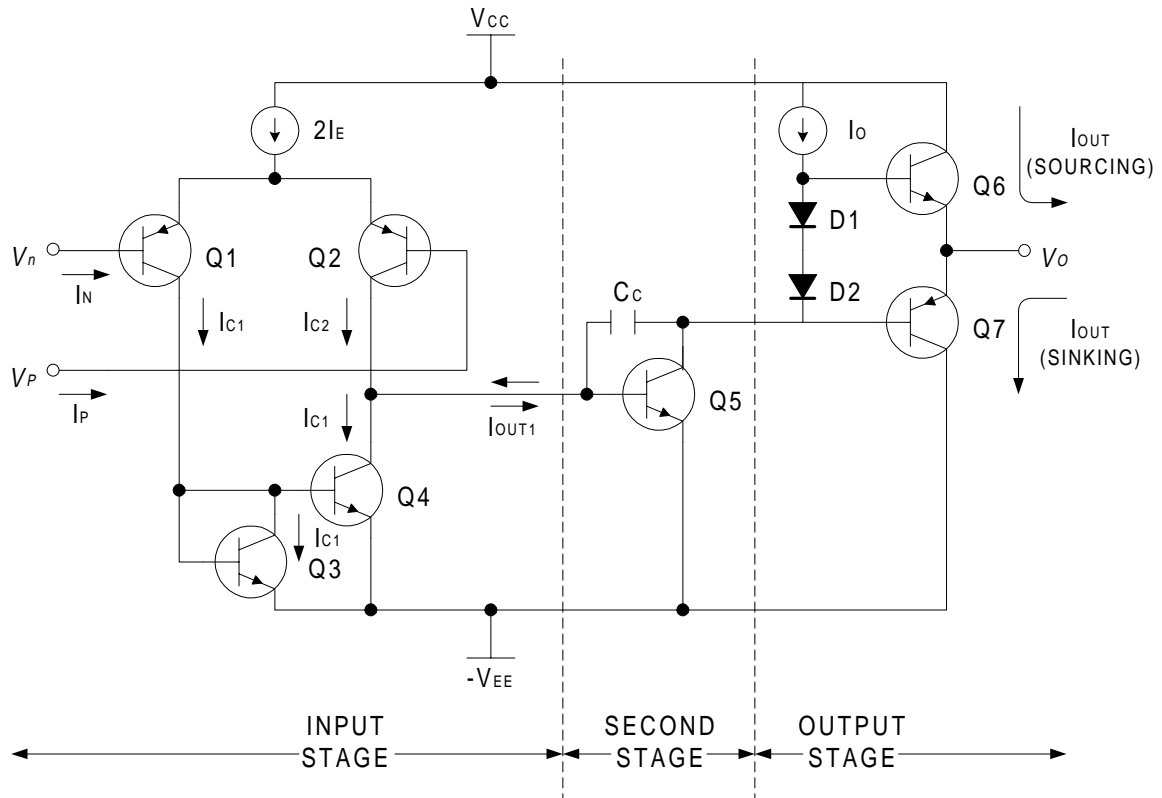 VCC
2IE
IO
IOUT
(SOURCING)
Q6
D1
Vn
IN
Q1
Q2
VO
D2
CC
Q7
IC1
IC2
IOUT
(SINKING)
VP
IP
Q5
IC1
IOUT1
Q4
IC1
Q3
-VEE
INPUT
STAGE
SECOND
STAGE
OUTPUT
STAGE